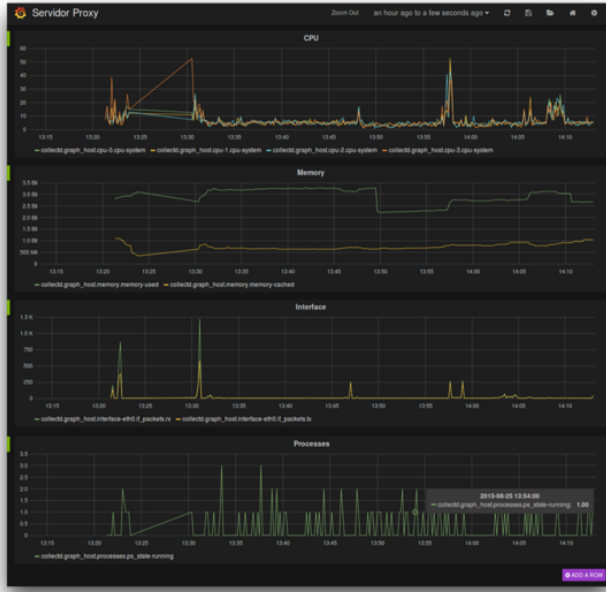 Servidor Proxy
Zoom Out an hour ago to a few seconds ago
CPU
60
50
40
30
20
10
0
13:15 13:20 13:25 13:30 13:35 13:40 13:45 13:50 13:55 14:00 14:05 14:10
collectd.graph_host.cpu-0.cpu-system collectd.graph_host.cpu-1.cpu-system collectd.graph_host.cpu-2.cpu-system collectd.graph_host.cpu-3.cpu-system
Memory
3.5 Bil
3.0 Bil
2.5 Bil
2.0 Bil
1.5 Bil
1.0 Bil
500 Mil
0
13:15 13:20 13:25 13:30 13:35 13:40 13:45 13:50 13:55 14:00 14:05 14:10
collectd.graph_host.memory.memory-used collectd.graph_host.memory.memory-cached
Interface
1.3 K
1.0 K
750
500
250
0
13:15 13:20 13:25 13:30 13:35 13:40 13:45 13:50 13:55 14:00 14:05 14:10
collectd.graph_host.interface-eth0.if_packets.rx collectd.graph_host.interface-eth0.if_packets.tx
Processes
3.5
3.0
2.5
2.0
1.5
1.0
0.5
0
2015-08-25 13:54:00
collectd.graph_host.processes.ps_state-running: 1.00
13:15 13:20 13:25 13:30 13:35 13:40 13:45 13:50 13:55 14:00 14:05 14:10
collectd.graph_host.processes.ps_state-running
ADD A ROW